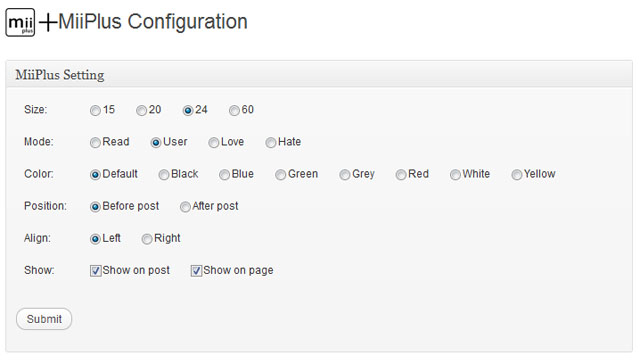 mii
plus
MiiPlus Configuration
MiiPlus Setting
Size: 15 20 24 60
Mode: Read User Love Hate
Color: Default Black Blue Green Grey Red White Yellow
Position: Before post After post
Align: Left Right
Show: Show on post Show on page
Submit